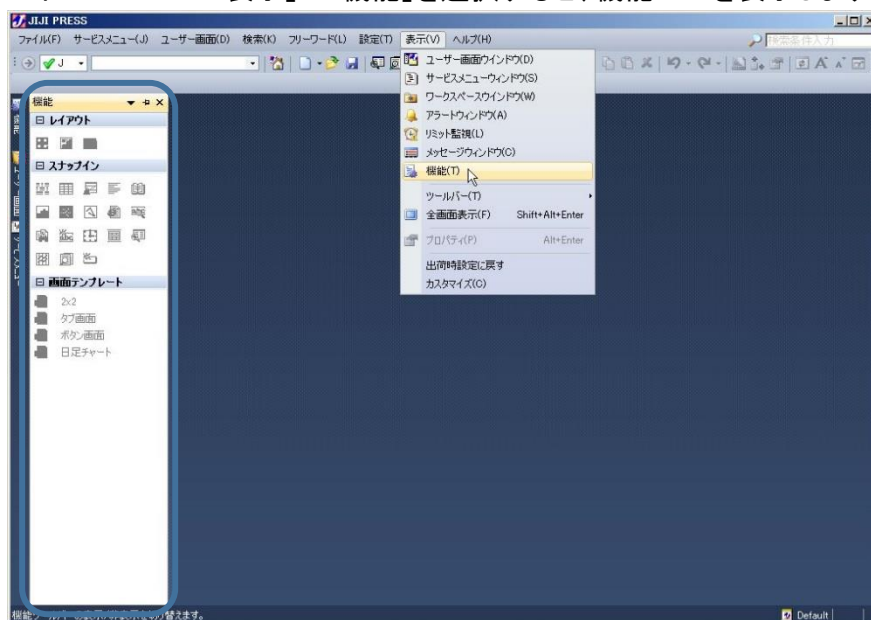 JIJI PRESS
ファイル(F) サービスメニュー(J) ユーザー画面(D) 検索(K) フリーワード(L) 設定(T) 表示(V) ヘルプ(H)
検索条件入力
J
機能
レイアウト
スナップイン
画面テンプレート
2x2
タブ画面
ボタン画面
日足チャート
ユーザー画面ウインドウ(D)
サービスメニューウィンドウ(S)
ワークスペースウインドウ(W)
アラートウィンドウ(A)
リミット監視(L)
メッセージウィンドウ(G)
機能(T)
ツールバー(T)
全画面表示(F) Shift+Alt+Enter
プロパティ(P) Alt+Enter
出荷時設定に戻す
カスタマイズ(C)
Default